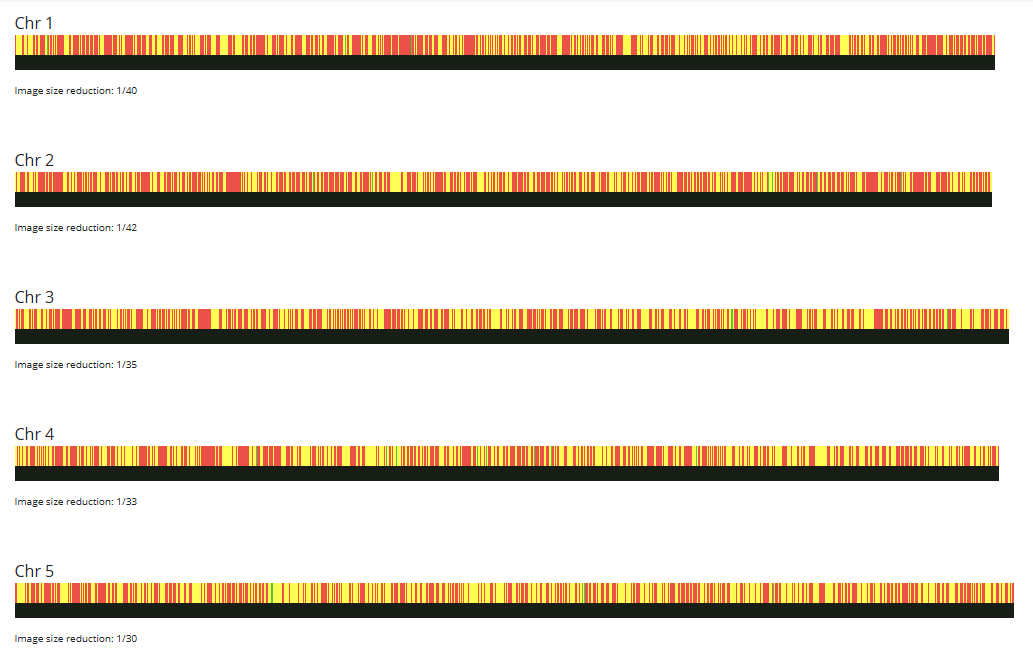 Chr 1
Image size reduction: 1/40
Chr 2
Image size reduction: 1/42
Chr 3
Image size reduction: 1/35
Chr 4
Image size reduction: 1/33
Chr 5
Image size reduction: 1/30